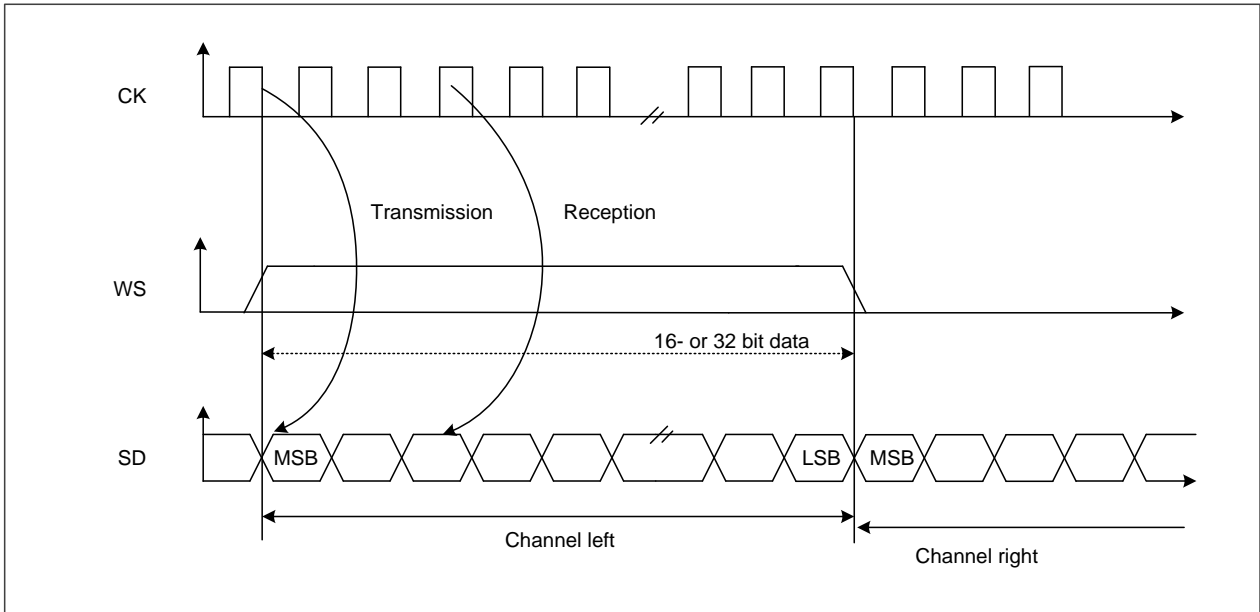 CK
Transmission
Reception
WS
16- or 32 bit data
SD
MSB
LSB
MSB
Channel left
Channel right